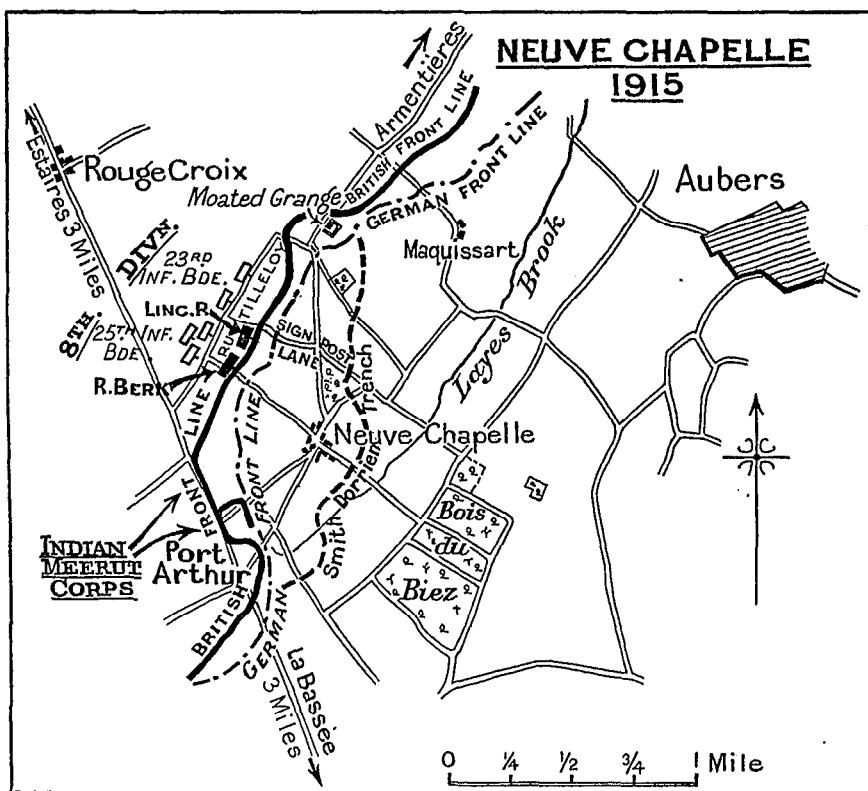 NEUVE CHAPELLE
1915
Armentières
BRITISH FRONT LINE
GERMAN FRONT LINE
Estaires 3 Miles
Rouge Croix
Moated Grange
Aubers
Maquissart
8TH. DIVN.
23RD
INF. BDE.
RUE TILLELOY
LINC.R.
25TH INF.
BDE.
SIGN POST
LANE
R.BERK
Layes Brook
Neuve Chapelle
Smith Dorrien Trench
Bois
du
Biez
INDIAN
MEERUT
CORPS
Port
Arthur
BRITISH FRONT LINE
GERMAN FRONT LINE
La Bassée
3 Miles
0 1/4 1/2 3/4 1 Mile